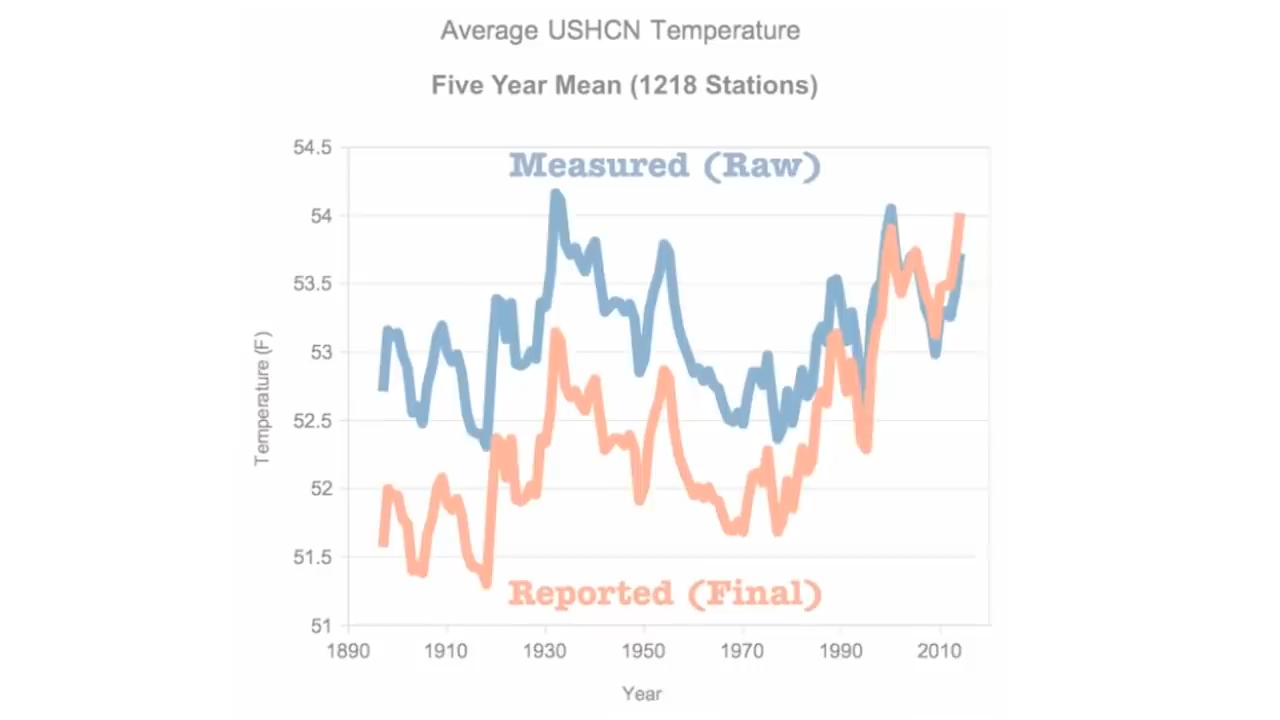 Average USHCN Temperature
Five Year Mean (1218 Stations)
54.5
Measured (Raw)
54
53.5
53
Temperature (F)
52.5
52
51.5
Reported (Final)
51
1890 1910 1930 1950 1970 1990 2010
Year